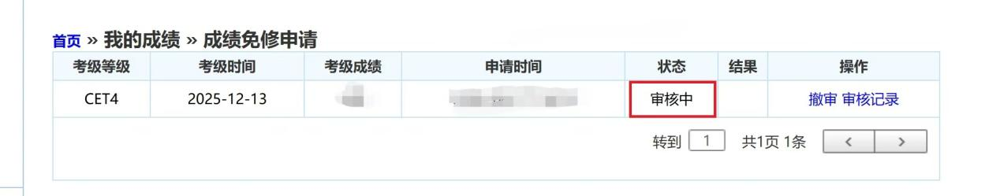 首页 » 我的成绩 » 成绩免修申请
考级等级 考级时间 考级成绩 申请时间 状态 结果 操作
CET4 2025-12-13 审核中 撤审 审核记录
转到 1 共1页 1条 < >